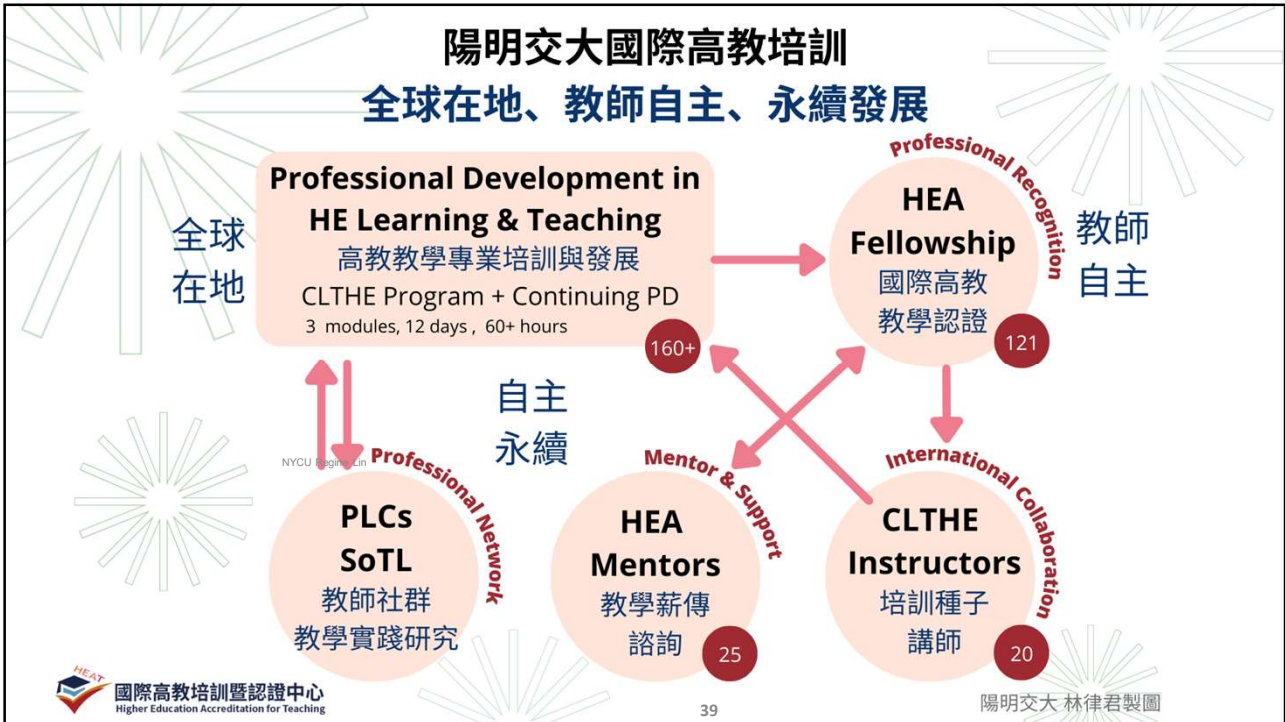 陽明交大國際高教培訓
全球在地、教師自主、永續發展
全球
在地
Professional Development in
HE Learning & Teaching
高教教學專業培訓與發展
CLTHE Program + Continuing PD
3 modules, 12 days , 60+ hours
160+
Professional Recognition
HEA
Fellowship
國際高教
教學認證
121
教師
自主
自主
永續
NYCU Regina Lin
Professional Network
PLCs
SoTL
教師社群
教學實踐研究
Mentor & Support
HEA
Mentors
教學薪傳
諮詢
25
International Collaboration
CLTHE
Instructors
培訓種子
講師
20
HEAT
國際高教培訓暨認證中心
Higher Education Accreditation for Teaching
39
陽明交大 林律君製圖